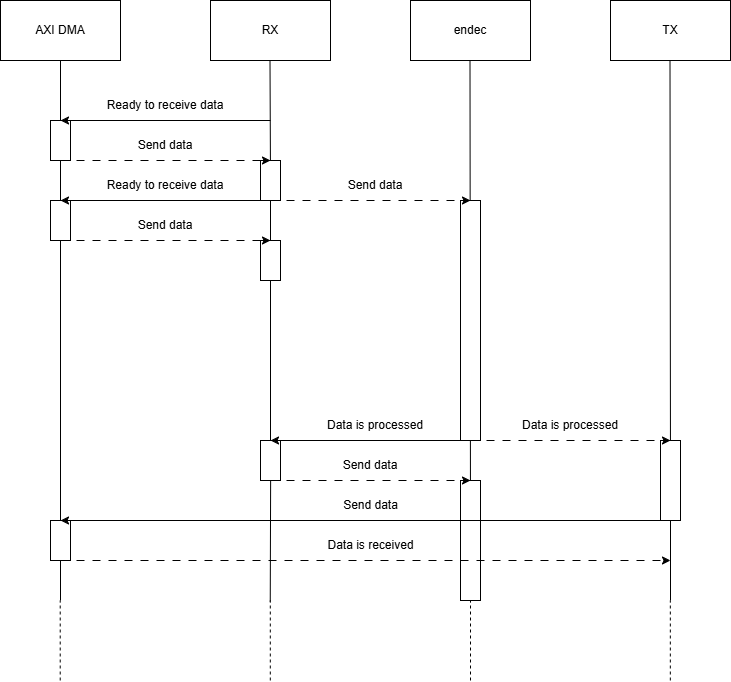 AXI DMA
RX
endec
TX
Ready to receive data
Send data
Ready to receive data
Send data
Send data
Data is processed
Data is processed
Send data
Send data
Data is received